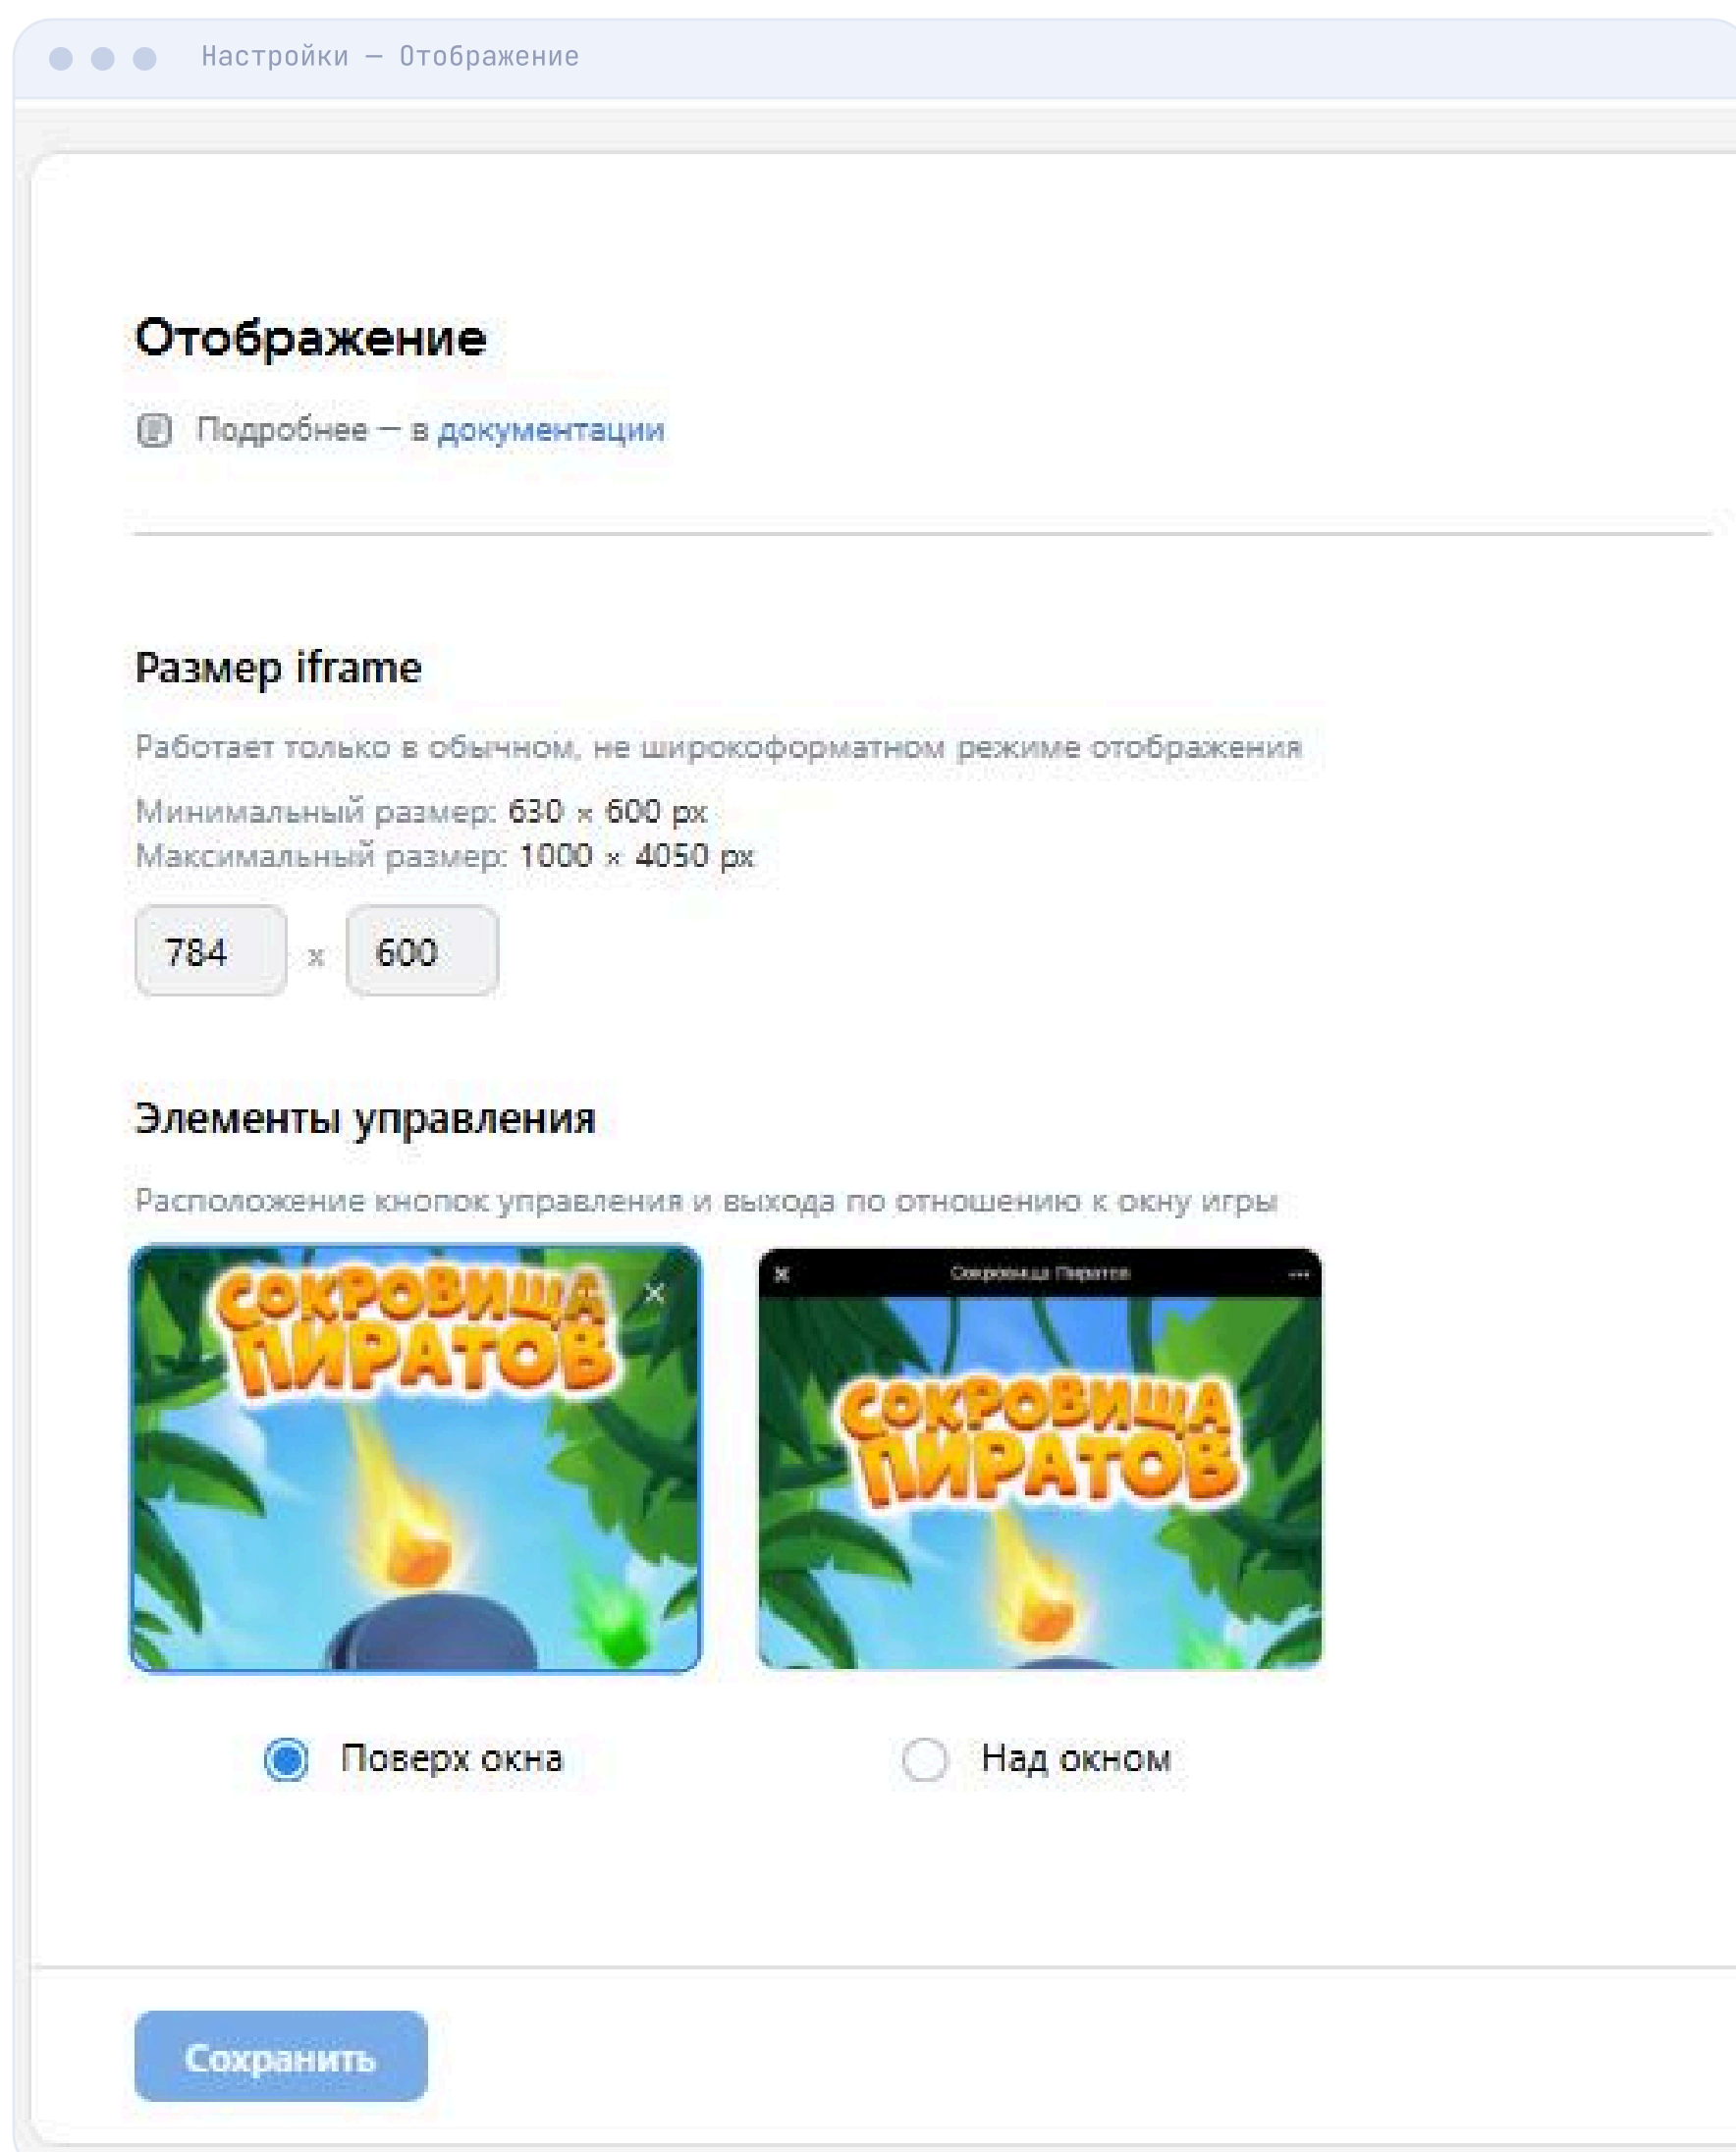 Настройки — Отображение
Отображение
Подробнее — в документации
Размер iframe
Работает только в обычном, не широкоформатном режиме отображения
Минимальный размер: 630 × 600 px
Максимальный размер: 1000 × 4050 px
784 x 600
Элементы управления
Расположение кнопок управления и выхода по отношению к окну игры
СОКРОВИЩА
ПИРАТОВ
Сокровища Пиратов
СОКРОВИЩА
ПИРАТОВ
Поверх окна
Над окном
Сохранить